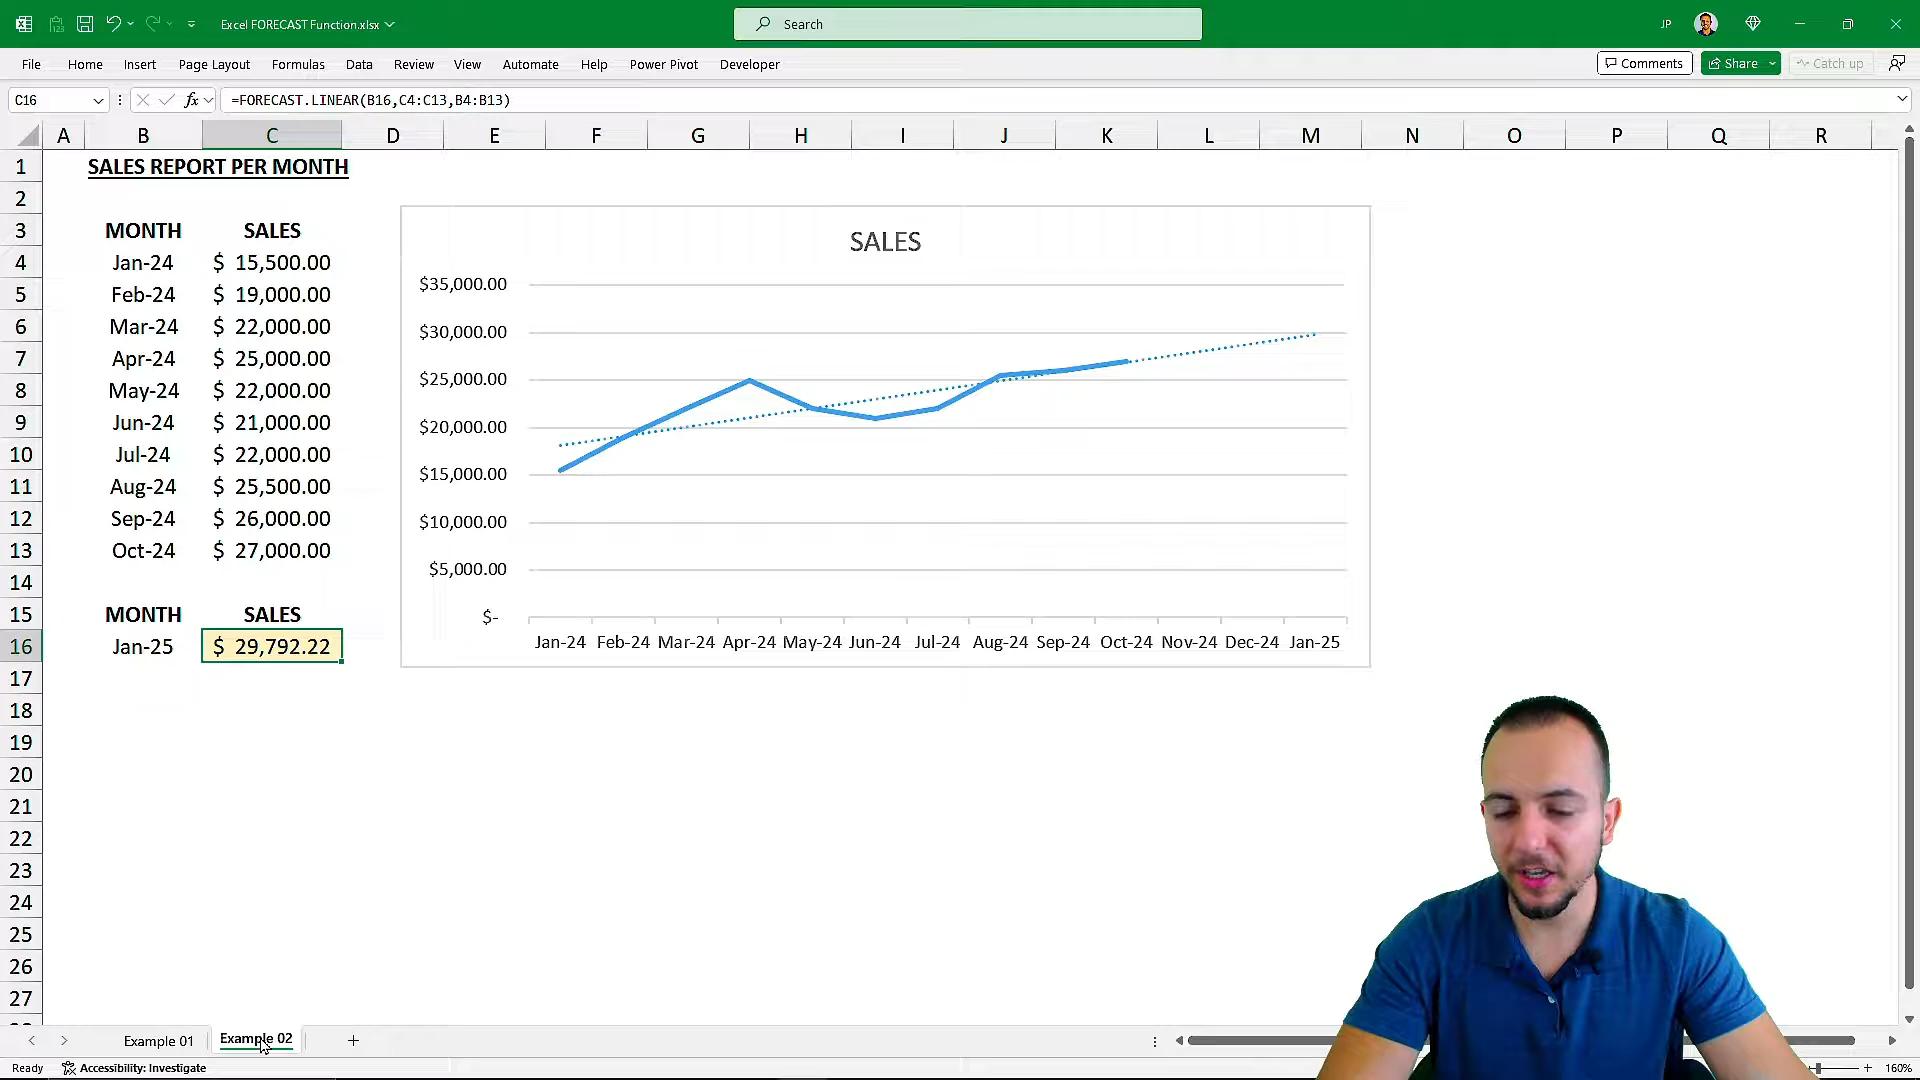 Excel FORECAST Function.xlsx
Search
JP
File Home Insert Page Layout Formulas Data Review View Automate Help Power Pivot Developer
Comments Share Catch up
C16 fx =FORECAST.LINEAR(B16,C4:C13,B4:B13)
A B C D E F G H I J K L M N O P Q R
1 SALES REPORT PER MONTH
2
3 MONTH SALES
4 Jan-24 $ 15,500.00
5 Feb-24 $ 19,000.00
6 Mar-24 $ 22,000.00
7 Apr-24 $ 25,000.00
8 May-24 $ 22,000.00
9 Jun-24 $ 21,000.00
10 Jul-24 $ 22,000.00
11 Aug-24 $ 25,500.00
12 Sep-24 $ 26,000.00
13 Oct-24 $ 27,000.00
14
15 MONTH SALES
16 Jan-25 $ 29,792.22
17
18
19
20
21
22
23
24
25
26
27
SALES
$35,000.00
$30,000.00
$25,000.00
$20,000.00
$15,000.00
$10,000.00
$5,000.00
$-
Jan-24 Feb-24 Mar-24 Apr-24 May-24 Jun-24 Jul-24 Aug-24 Sep-24 Oct-24 Nov-24 Dec-24 Jan-25
Example 01 Example 02
Ready Accessibility: Investigate 160%